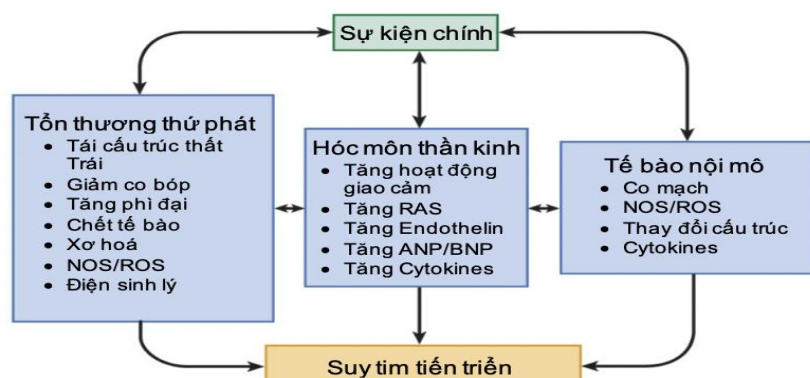 Sự kiện chính
Tổn thương thứ phát
• Tái cấu trúc thất
Trái
• Giảm co bóp
• Tăng phì đại
• Chết tế bào
• Xơ hoá
• NOS/ROS
• Điện sinh lý
Hóc môn thần kinh
• Tăng hoạt động
giao cảm
• Tăng RAS
• Tăng Endothelin
• Tăng ANP/BNP
• Tăng Cytokines
Tế bào nội mô
• Co mạch
• NOS/ROS
• Thay đổi cấu trúc
• Cytokines
Suy tim tiến triển